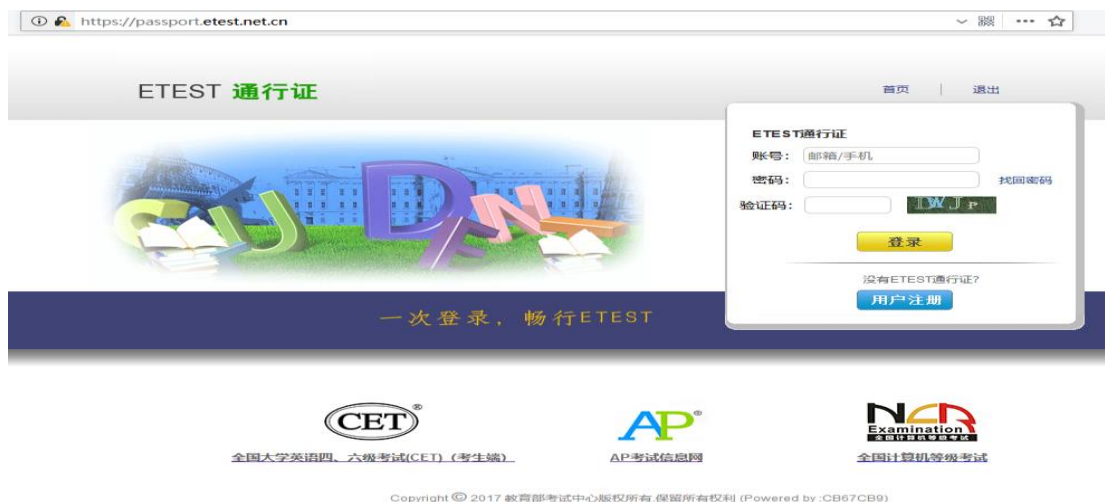 https://passport.etest.net.cn
ETEST 通行证
首页 | 退出
ETEST通行证
账号: 邮箱/手机
密码: 找回密码
验证码: IWJP
登录
没有ETEST通行证?
用户注册
一次登录, 畅行ETEST
CET®
AP®
NCR
Examination
全国计算机等级考试
全国大学英语四、六级考试(CET)(考生端)
AP考试信息网
全国计算机等级考试
Copyright © 2017 教育部考试中心版权所有.保留所有权利 (Powered by :CB67CB9)